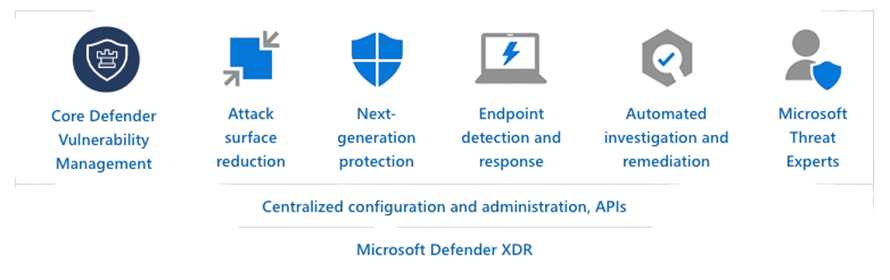 Core Defender
Vulnerability
Management
Attack
surface
reduction
Next-
generation
protection
Endpoint
detection and
response
Automated
investigation and
remediation
Microsoft
Threat
Experts
Centralized configuration and administration, APIs
Microsoft Defender XDR